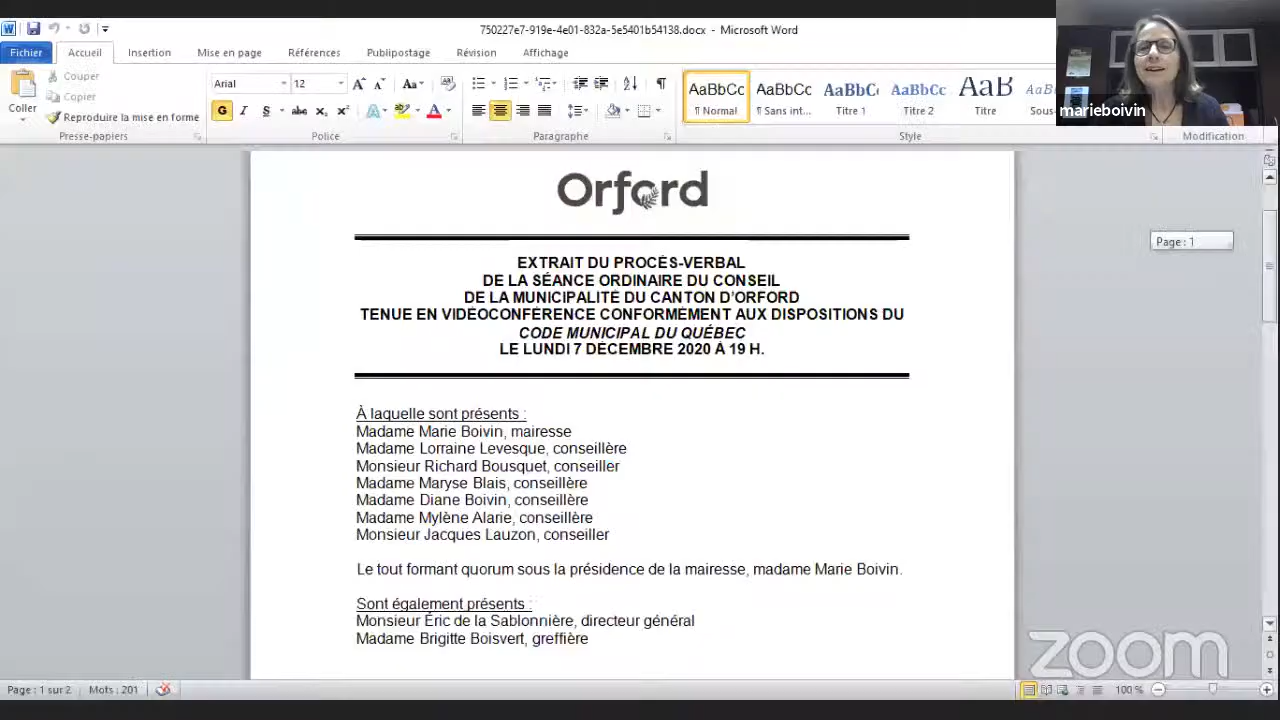 750227e7-919e-4e01-832a-5e5401b54138.docx - Microsoft Word
Fichier Accueil Insertion Mise en page Références Publipostage Révision Affichage
Coller
Couper
Copier
Reproduire la mise en forme
Presse-papiers
Arial 12
G I S abc x₂ x²
Police
Paragraphe
AaBbCc AaBbCc AaBbC AaBbCc AaB AaB
¶ Normal ¶ Sans int... Titre 1 Titre 2 Titre Sous-
Style
Modification
marieboivin
Orford
Page : 1
EXTRAIT DU PROCÈS-VERBAL
DE LA SÉANCE ORDINAIRE DU CONSEIL
DE LA MUNICIPALITÉ DU CANTON D'ORFORD
TENUE EN VIDÉOCONFÉRENCE CONFORMÉMENT AUX DISPOSITIONS DU
CODE MUNICIPAL DU QUÉBEC
LE LUNDI 7 DÉCEMBRE 2020 À 19 H.
À laquelle sont présents :
Madame Marie Boivin, mairesse
Madame Lorraine Levesque, conseillère
Monsieur Richard Bousquet, conseiller
Madame Maryse Blais, conseillère
Madame Diane Boivin, conseillère
Madame Mylène Alarie, conseillère
Monsieur Jacques Lauzon, conseiller
Le tout formant quorum sous la présidence de la mairesse, madame Marie Boivin.
Sont également présents :
Monsieur Éric de la Sablonnière, directeur général
Madame Brigitte Boisvert, greffière
zoom
Page : 1 sur 2 Mots : 201
100 %